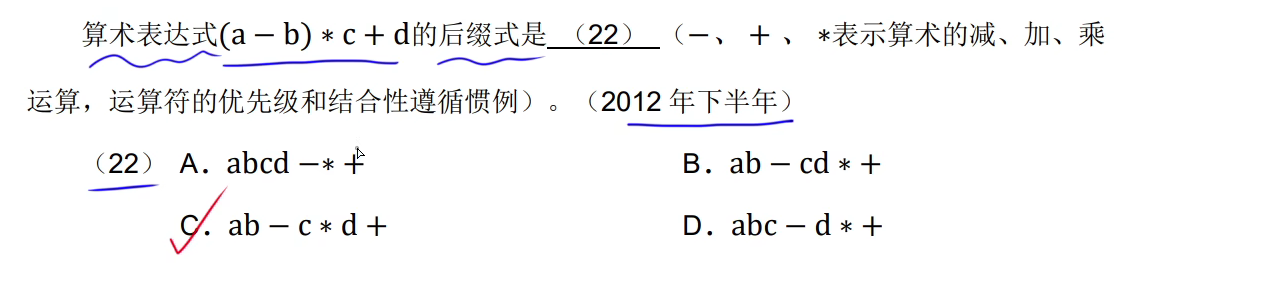 算术表达式(a − b) ∗ c + d的后缀式是 （22） （−、 + 、 ∗表示算术的减、加、乘
运算，运算符的优先级和结合性遵循惯例）。（2012 年下半年）
（22） A．abcd −∗ + B．ab − cd ∗ +
C．ab − c ∗ d + D．abc − d ∗ +